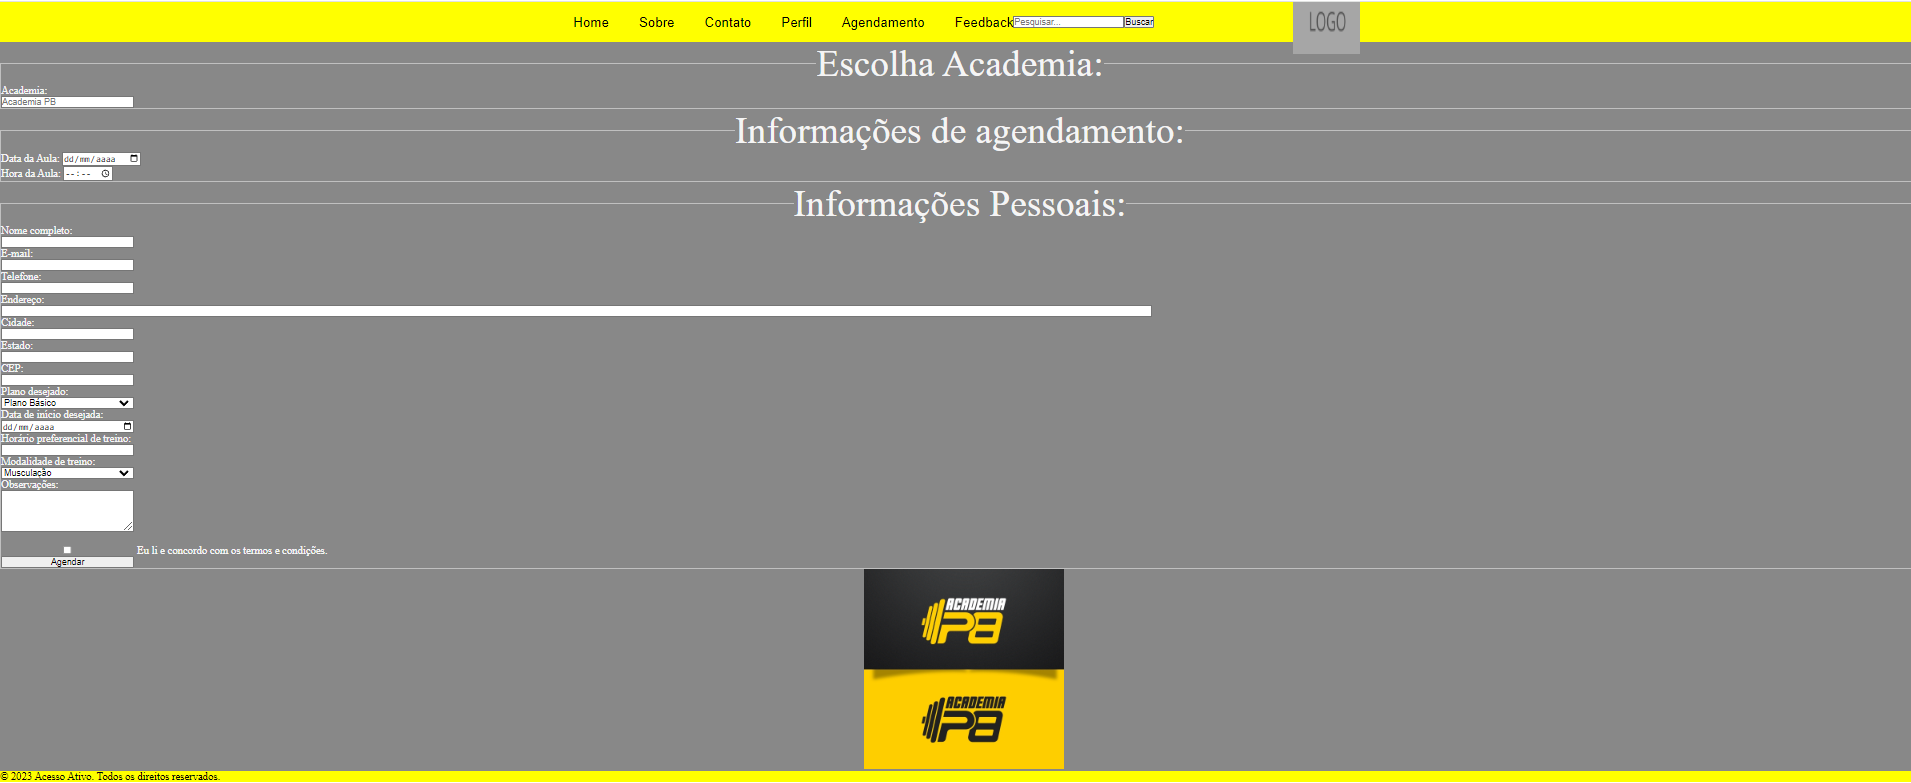 Home Sobre Contato Perfil Agendamento Feedback Pesquisar... Buscar LOGO
Escolha Academia:
Academia:
Academia PB
Informações de agendamento:
Data da Aula: dd/mm/aaaa
Hora da Aula: --:--
Informações Pessoais:
Nome completo:
E-mail:
Telefone:
Endereço:
Cidade:
Estado:
CEP:
Plano desejado:
Plano Básico
Data de início desejada:
dd/mm/aaaa
Horário preferencial de treino:
Modalidade de treino:
Musculação
Observações:
Eu li e concordo com os termos e condições.
Agendar
ACADEMIA
PB
ACADEMIA
PB
© 2023 Acesso Ativo. Todos os direitos reservados.